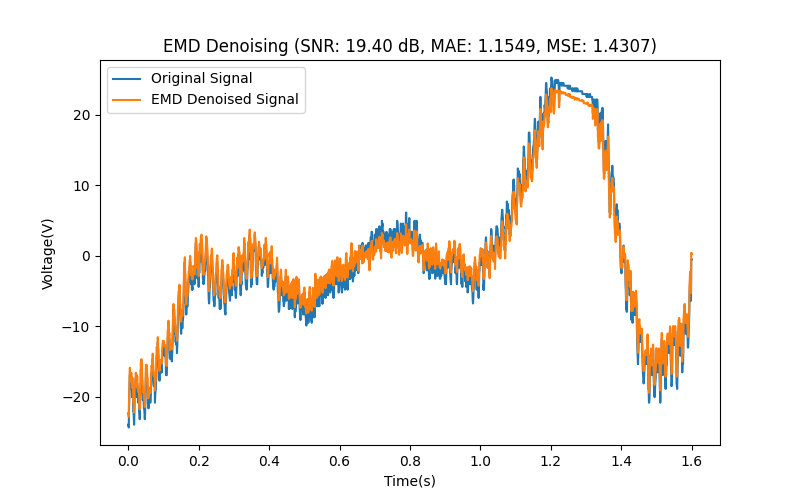 EMD Denoising (SNR: 19.40 dB, MAE: 1.1549, MSE: 1.4307)
Original Signal
EMD Denoised Signal
Voltage(V)
20
10
0
−10
−20
0.0 0.2 0.4 0.6 0.8 1.0 1.2 1.4 1.6
Time(s)